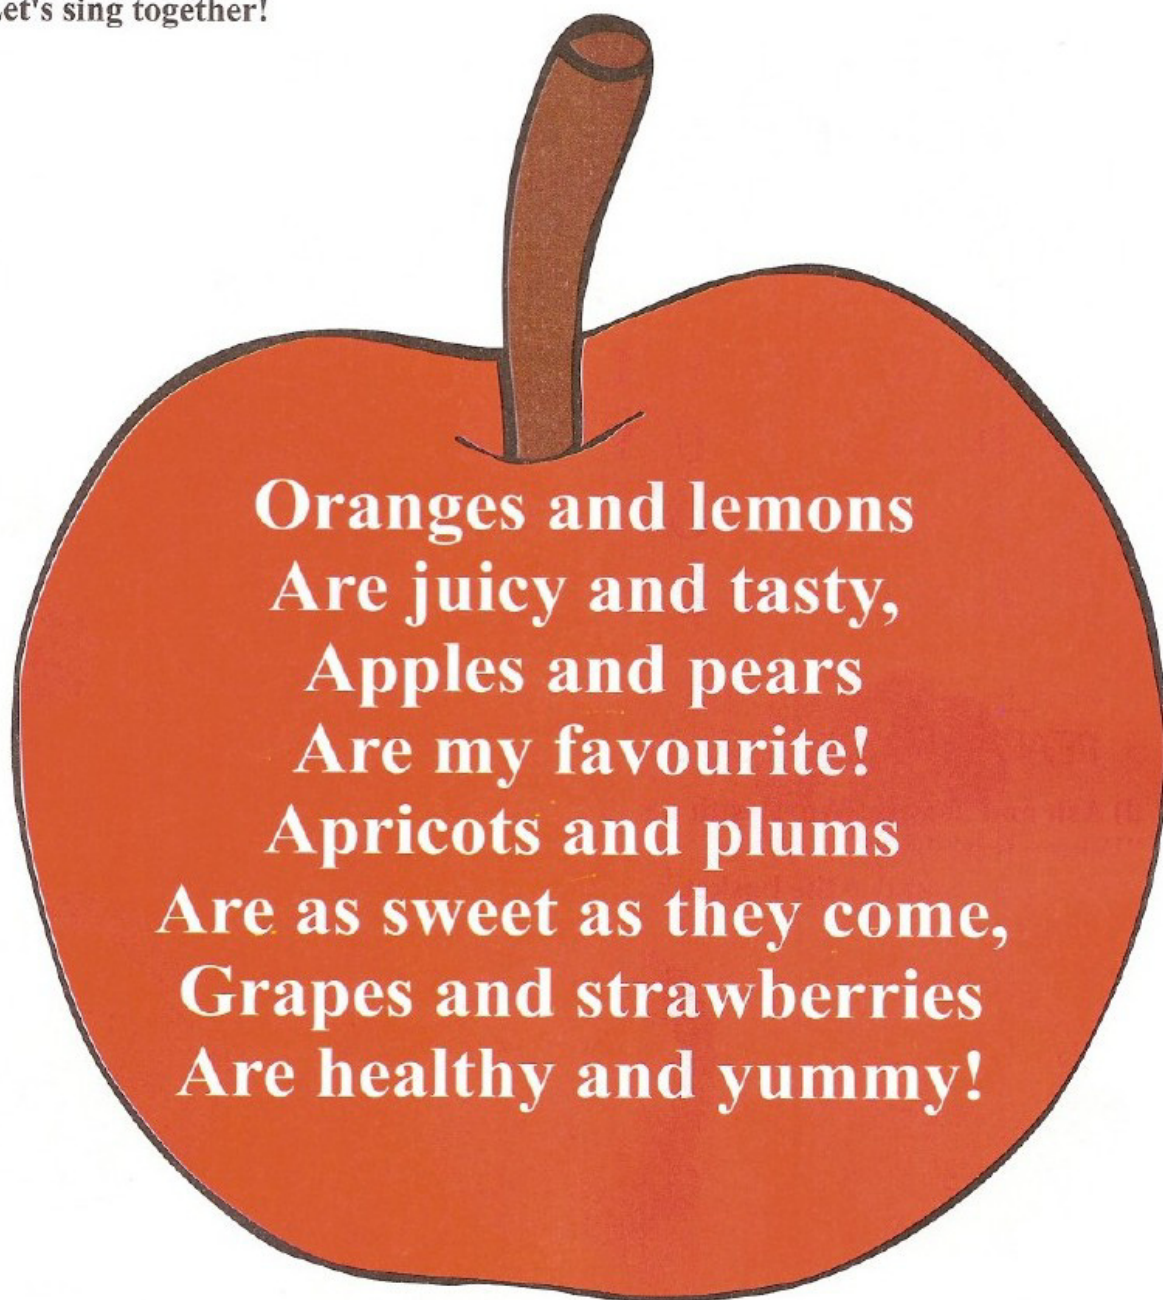 Let's sing together!
Oranges and lemons
Are juicy and tasty,
Apples and pears
Are my favourite!
Apricots and plums
Are as sweet as they come,
Grapes and strawberries
Are healthy and yummy!